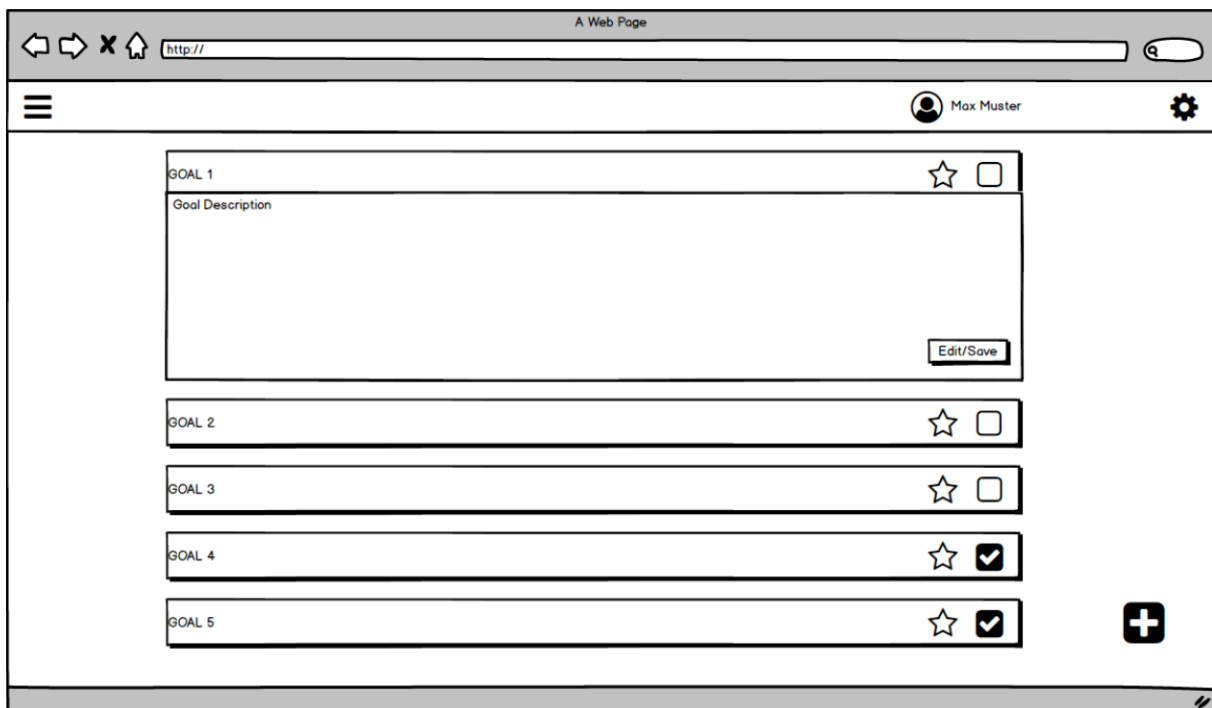 A Web Page
http://
Max Muster
GOAL 1
Goal Description
Edit/Save
GOAL 2
GOAL 3
GOAL 4
GOAL 5